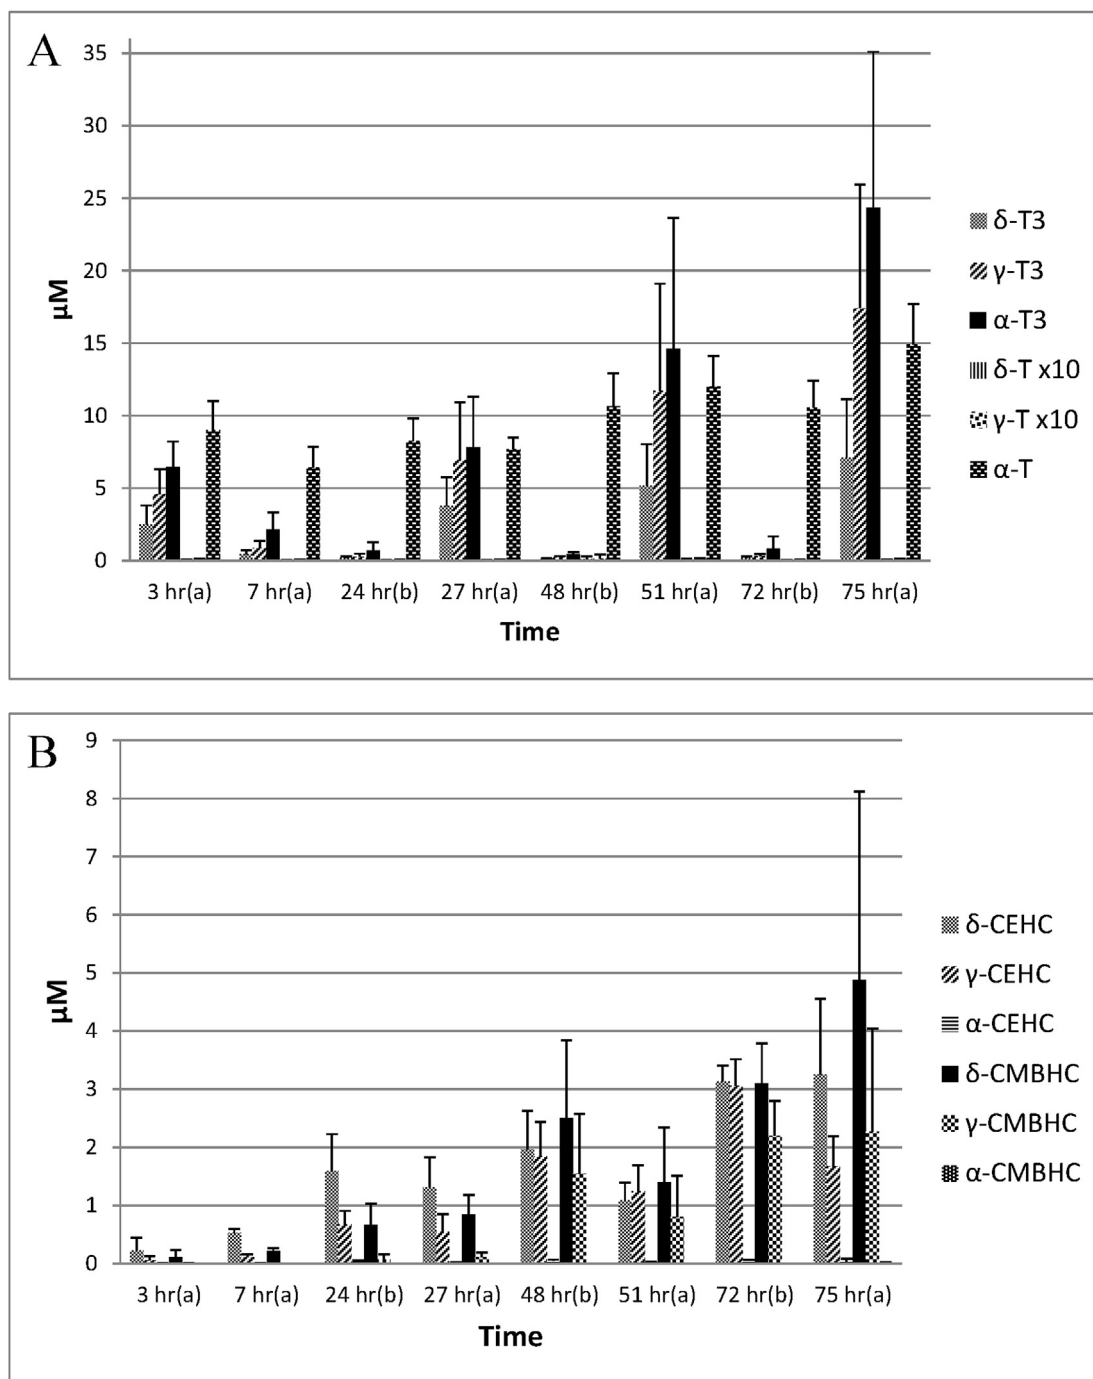 A
35
30
25
20
15
10
5
0
µM
3 hr(a) 7 hr(a) 24 hr(b) 27 hr(a) 48 hr(b) 51 hr(a) 72 hr(b) 75 hr(a)
Time
δ-T3
γ-T3
α-T3
δ-T x10
γ-T x10
α-T
B
9
8
7
6
5
4
3
2
1
0
µM
3 hr(a) 7 hr(a) 24 hr(b) 27 hr(a) 48 hr(b) 51 hr(a) 72 hr(b) 75 hr(a)
Time
δ-CEHC
γ-CEHC
α-CEHC
δ-CMBHC
γ-CMBHC
α-CMBHC